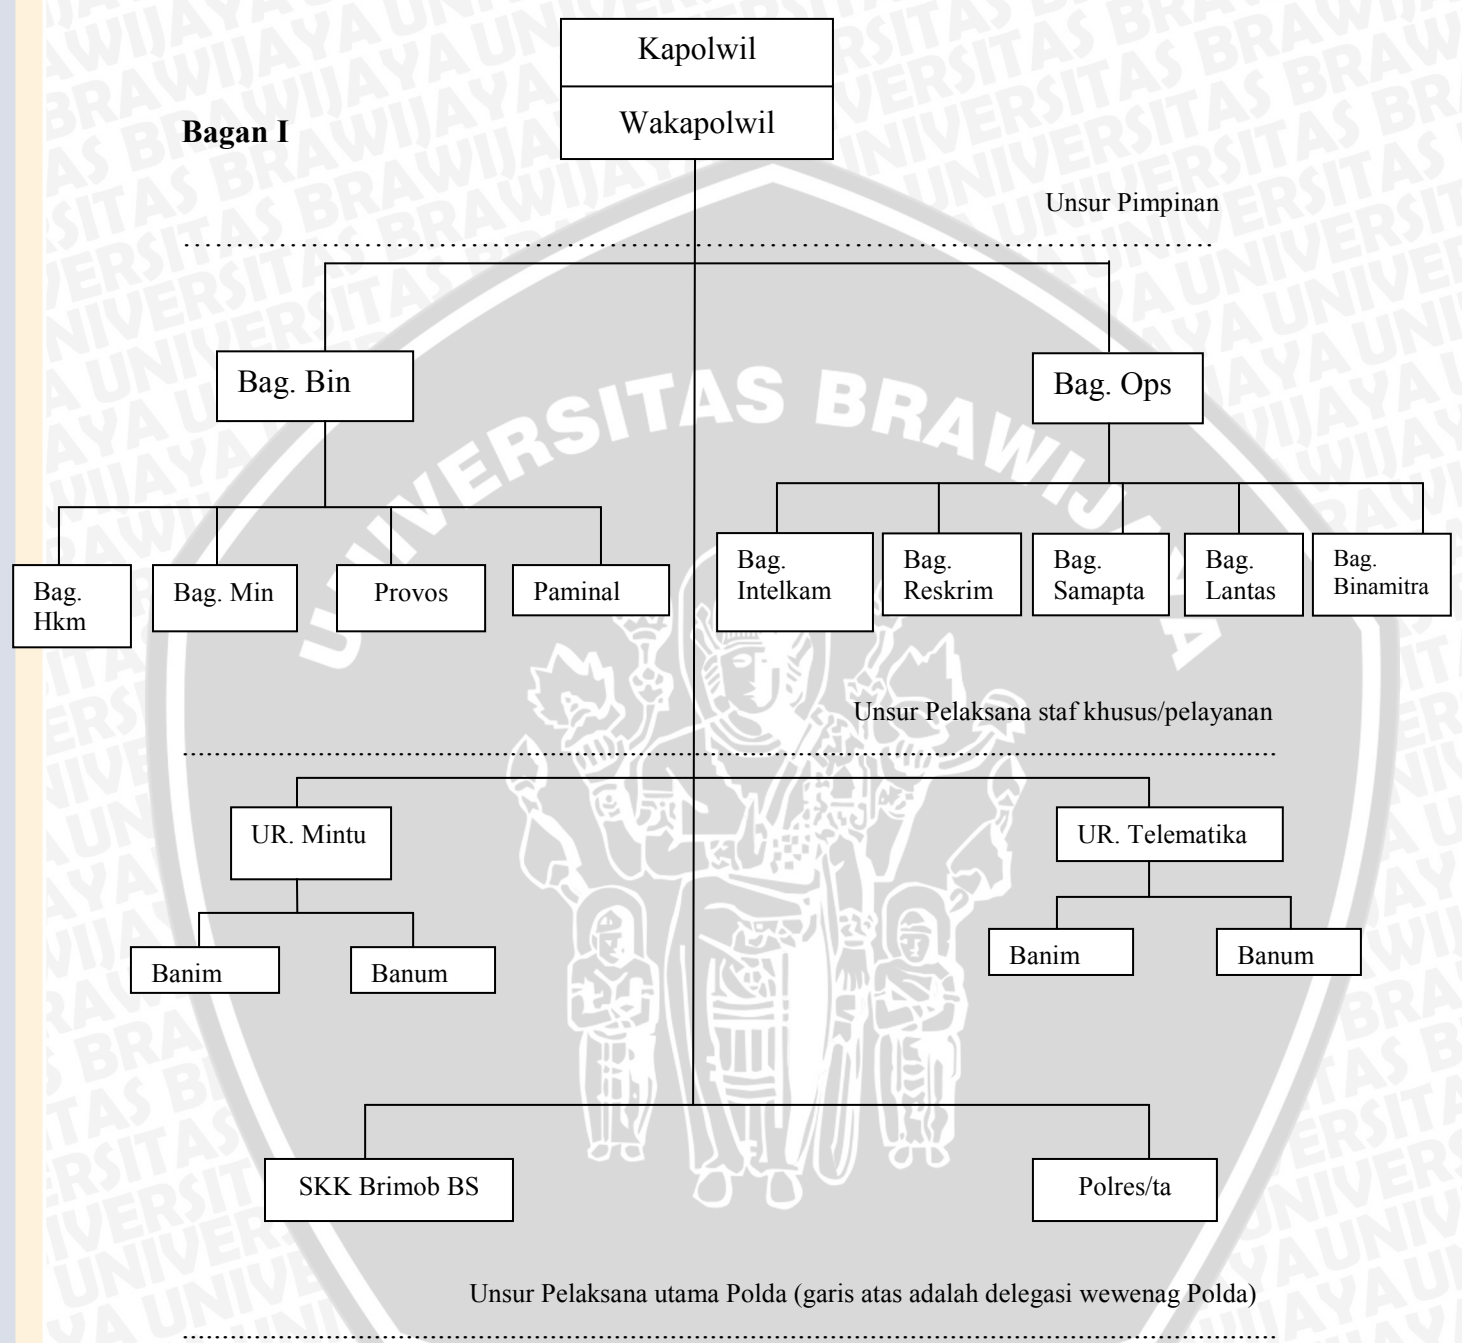 Kapolwil
Wakapolwil
Bagan I
Unsur Pimpinan
Bag. Bin
Bag. Ops
Bag.
Hkm
Bag. Min
Provos
Paminal
Bag.
Intelkam
Bag.
Reskrim
Bag.
Samapta
Bag.
Lantas
Bag.
Binamitra
Unsur Pelaksana staf khusus/pelayanan
UR. Mintu
UR. Telematika
Banim
Banum
Banim
Banum
SKK Brimob BS
Polres/ta
Unsur Pelaksana utama Polda (garis atas adalah delegasi wewenag Polda)
UNIVERSITAS BRAWIJAYA